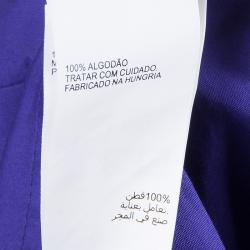 100% ALGODÃO
TRATAR COM CUIDADO.
FABRICADO NA HUNGRIA
100%قطن
تعامل بعناية.
صنع في المجر